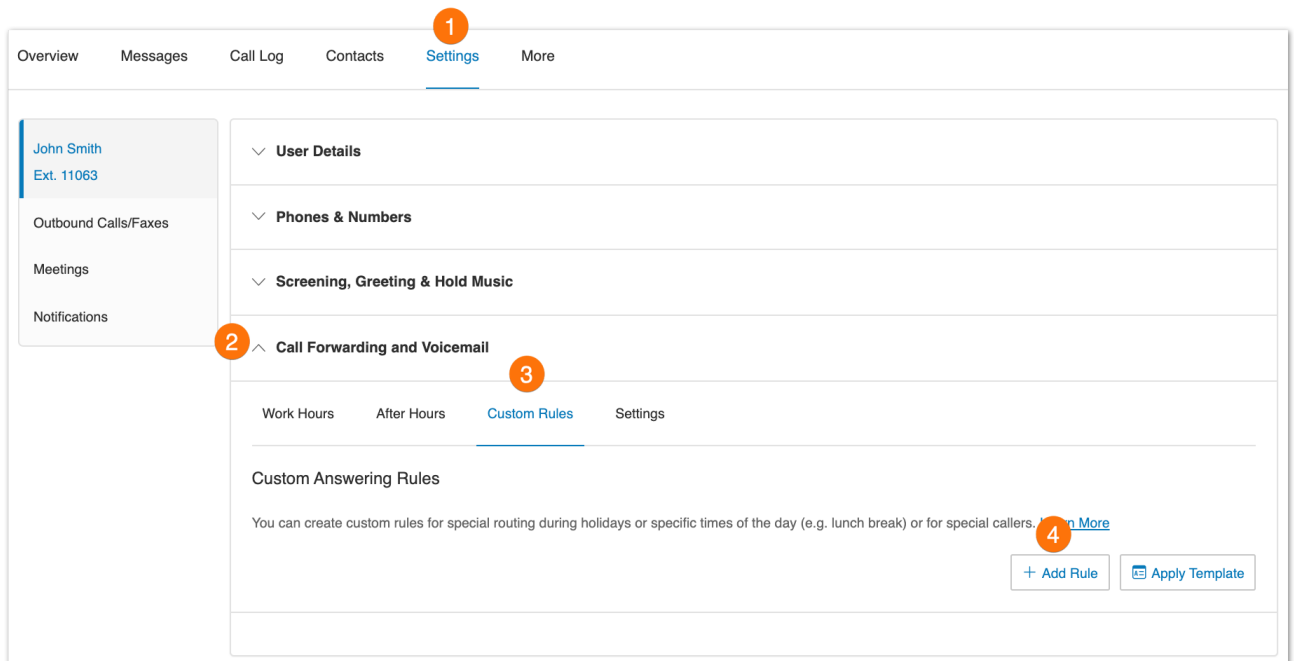 1
Overview Messages Call Log Contacts Settings More
John Smith
Ext. 11063
Outbound Calls/Faxes
Meetings
Notifications
User Details
Phones & Numbers
Screening, Greeting & Hold Music
2 Call Forwarding and Voicemail
3
Work Hours After Hours Custom Rules Settings
Custom Answering Rules
You can create custom rules for special routing during holidays or specific times of the day (e.g. lunch break) or for special callers. More
4
+ Add Rule Apply Template